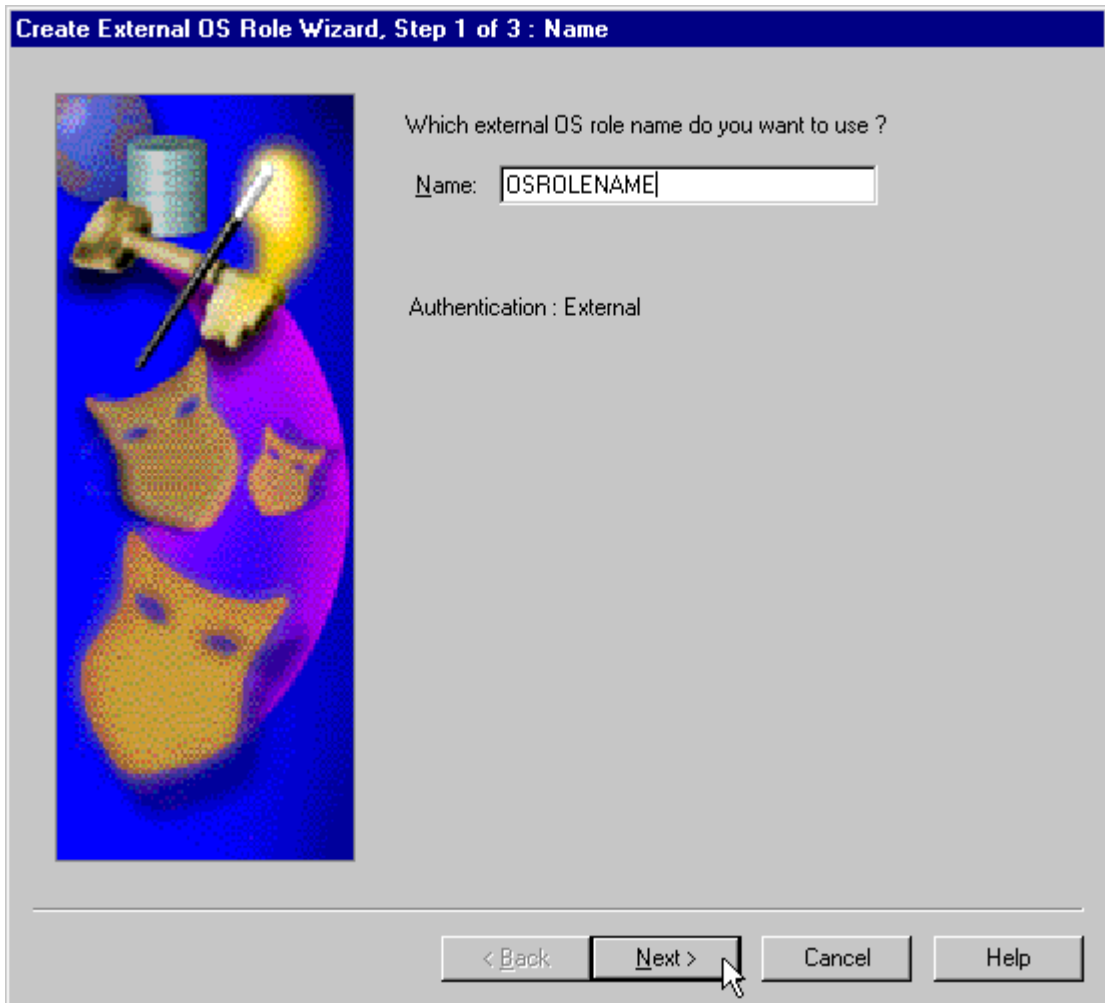 Create External OS Role Wizard, Step 1 of 3 : Name
Which external OS role name do you want to use ?
Name: OSROLENAME
Authentication : External
< Back Next > Cancel Help